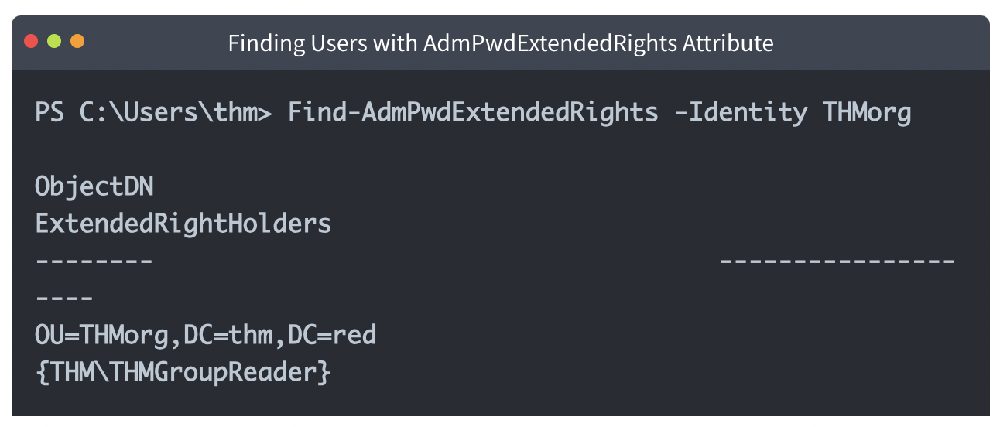 Finding Users with AdmPwdExtendedRights Attribute
PS C:\Users\thm> Find-AdmPwdExtendedRights -Identity THMorg
ObjectDN
ExtendedRightHolders
--------                                      ----------------
----
OU=THMorg,DC=thm,DC=red
{THM\THMGroupReader}